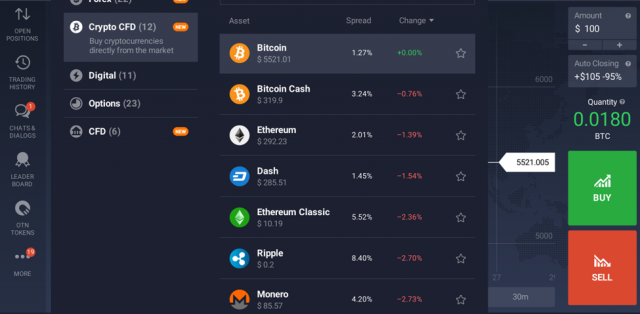 OPEN
POSITIONS
TRADING
HISTORY
1
CHATS &
DIALOGS
LEADER
BOARD
OTN
TOKENS
19
MORE
Forex (22)
NEW
Crypto CFD (12)
NEW
Buy cryptocurrencies
directly from the market
Digital (11)
Options (23)
CFD (6)
NEW
Asset Spread Change
Bitcoin
$ 5521.01
1.27% +0.00%
Bitcoin Cash
$ 319.9
3.24% −0.76%
Ethereum
$ 292.23
2.01% −1.39%
Dash
$ 285.51
1.45% −1.54%
Ethereum Classic
$ 10.19
5.52% −2.36%
Ripple
$ 0.2
8.40% −2.70%
Monero
$ 85.57
4.20% −2.73%
6000
5521.005
5000
27
30m
Amount
$ 100
− +
Auto Closing
+$105 -95%
Quantity
0.0180
BTC
BUY
SELL